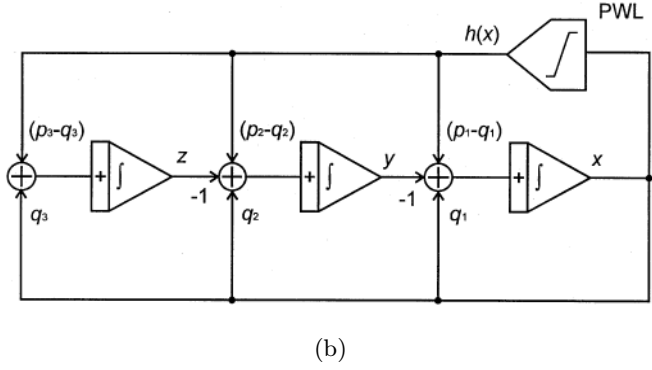 PWL
h(x)
(p₃-q₃) (p₂-q₂) (p₁-q₁)
z y x
+ ∫ + ∫ + ∫
-1 -1
q₃ q₂ q₁
(b)